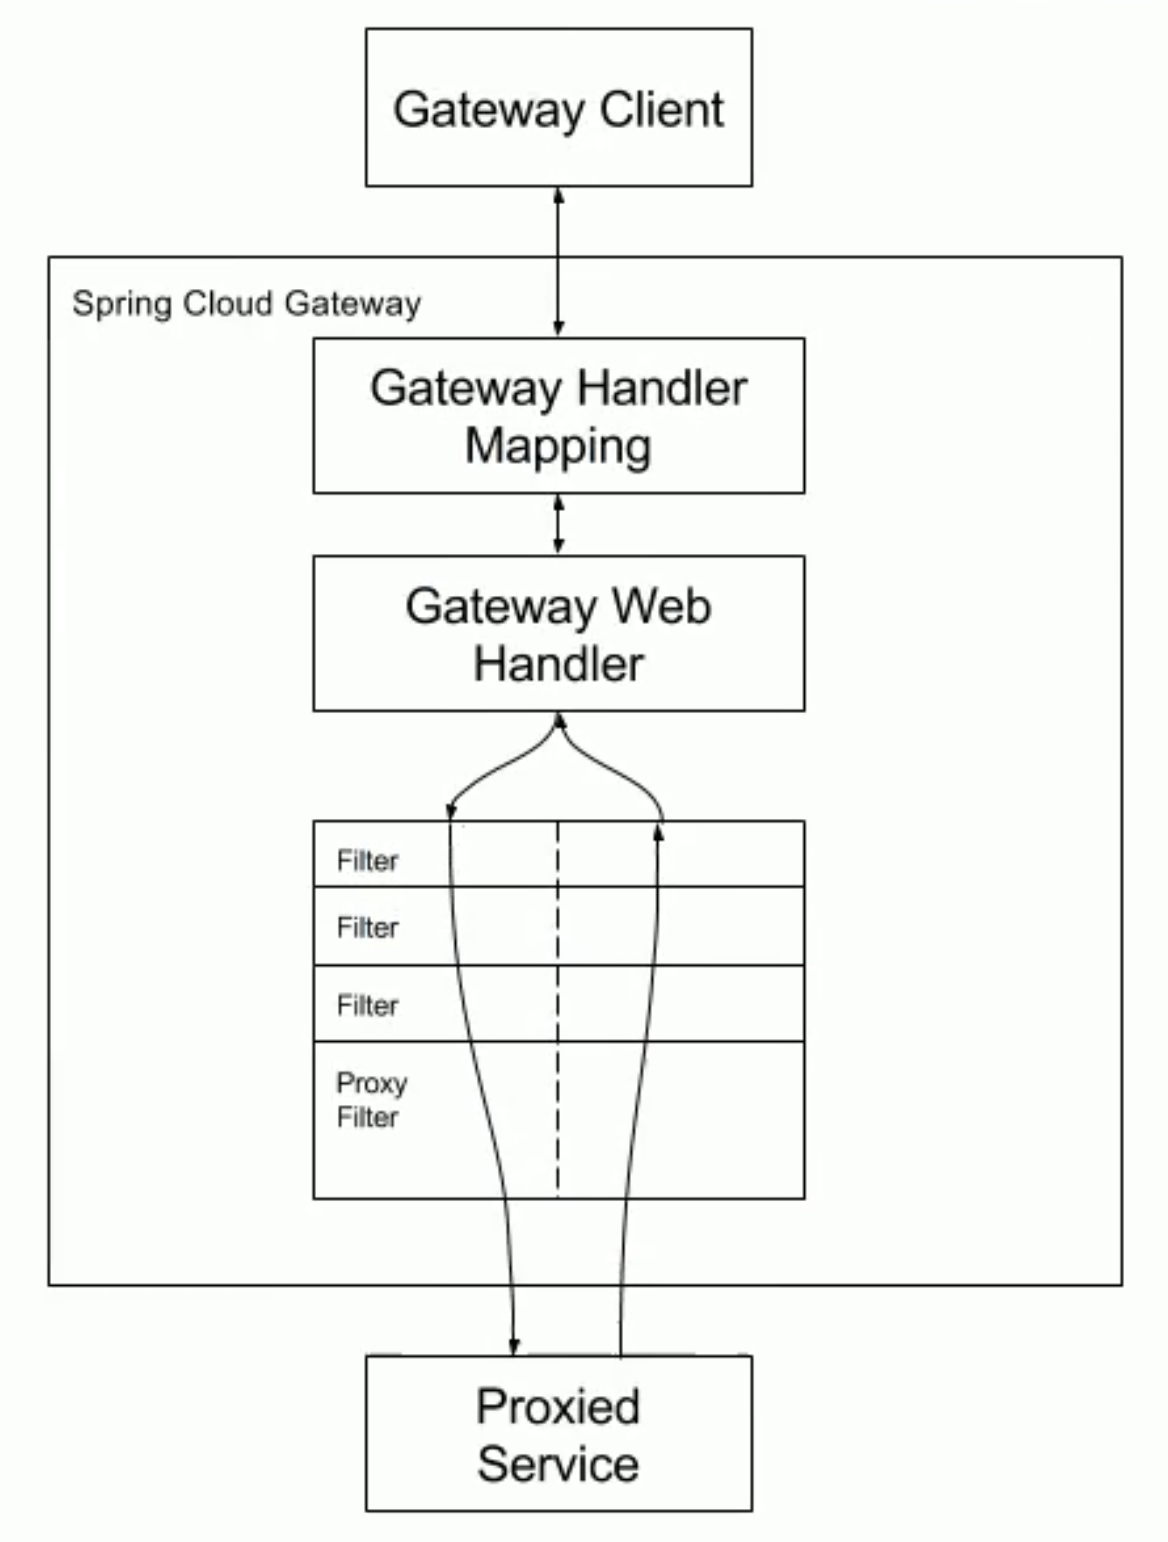 Gateway Client
Spring Cloud Gateway
Gateway Handler
Mapping
Gateway Web
Handler
Filter
Filter
Filter
Proxy
Filter
Proxied
Service